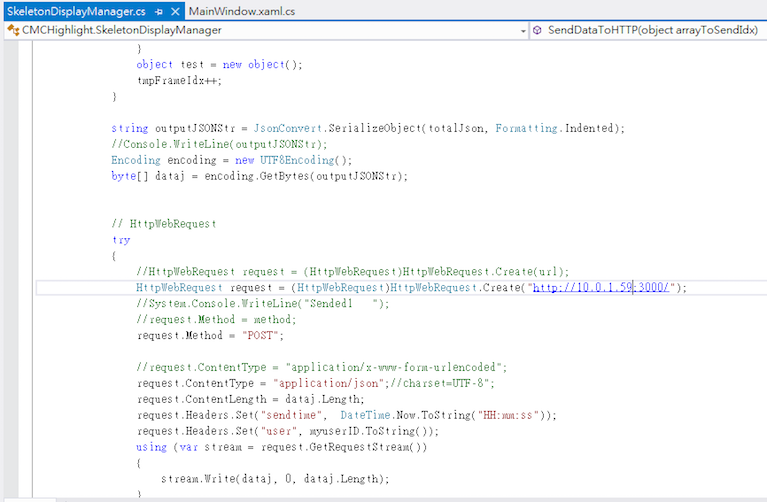 SkeletonDisplayManager.cs MainWindow.xaml.cs
CMCHighlight.SkeletonDisplayManager SendDataToHTTP(object arrayToSendIdx)
}
object test = new object();
tmpFrameIdx++;
}
string outputJSONStr = JsonConvert.SerializeObject(totalJson, Formatting.Indented);
//Console.WriteLine(outputJSONStr);
Encoding encoding = new UTF8Encoding();
byte[] dataj = encoding.GetBytes(outputJSONStr);
// HttpWebRequest
try
{
//HttpWebRequest request = (HttpWebRequest)HttpWebRequest.Create(url);
HttpWebRequest request = (HttpWebRequest)HttpWebRequest.Create("http://10.0.1.59:3000/");
//System.Console.WriteLine("Sended1   ");
//request.Method = method;
request.Method = "POST";
//request.ContentType = "application/x-www-form-urlencoded";
request.ContentType = "application/json";//charset=UTF-8";
request.ContentLength = dataj.Length;
request.Headers.Set("sendtime",  DateTime.Now.ToString("HH:mm:ss"));
request.Headers.Set("user", myuserID.ToString());
using (var stream = request.GetRequestStream())
{
stream.Write(dataj, 0, dataj.Length);
}